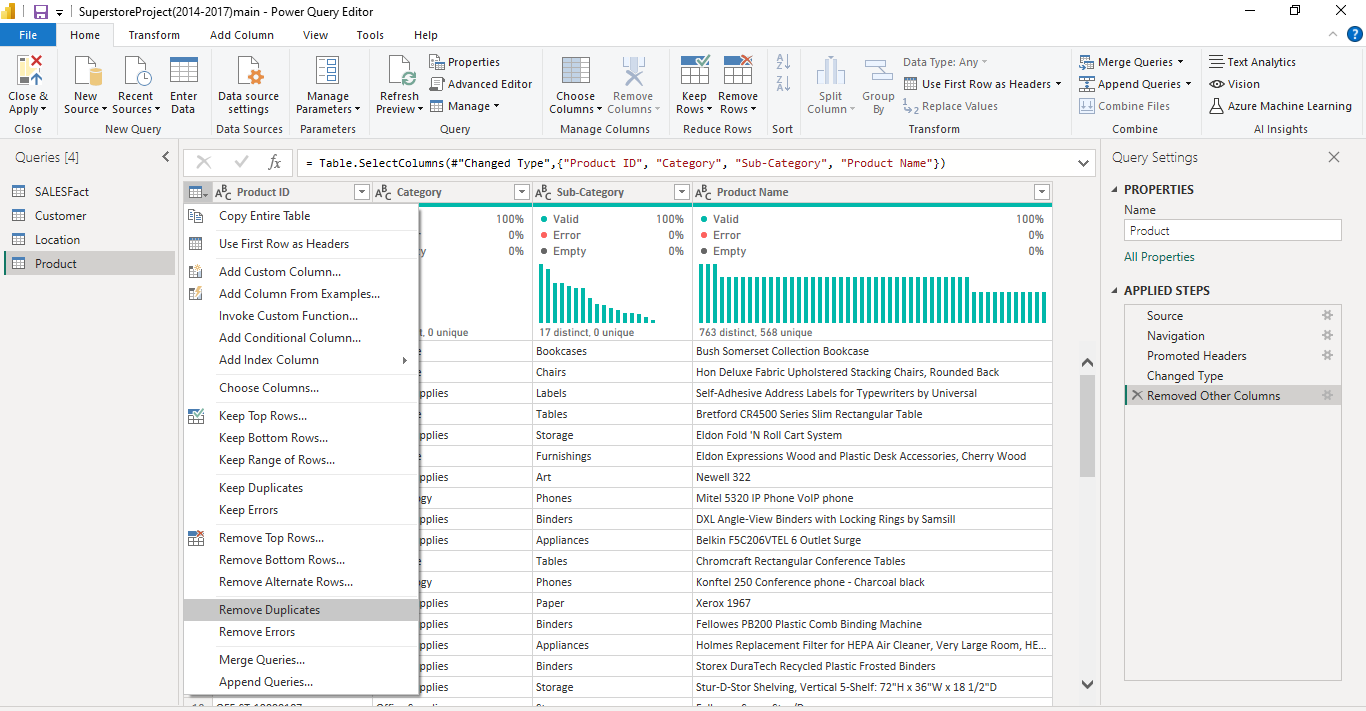 SuperstoreProject(2014-2017)main - Power Query Editor
File Home Transform Add Column View Tools Help
Close & Apply
Close
New Source
Recent Sources
Enter Data
New Query
Data source settings
Data Sources
Manage Parameters
Parameters
Refresh Preview
Properties
Advanced Editor
Manage
Query
Choose Columns
Remove Columns
Manage Columns
Keep Rows
Remove Rows
Reduce Rows
Sort
Split Column
Group By
Data Type: Any
Use First Row as Headers
Replace Values
Transform
Merge Queries
Append Queries
Combine Files
Combine
Text Analytics
Vision
Azure Machine Learning
AI Insights
Queries [4]
SALESFact
Customer
Location
Product
fx = Table.SelectColumns(#"Changed Type",{"Product ID", "Category", "Sub-Category", "Product Name"})
Product ID Category Sub-Category Product Name
Copy Entire Table
Use First Row as Headers
Add Custom Column...
Add Column From Examples...
Invoke Custom Function...
Add Conditional Column...
Add Index Column
Choose Columns...
Keep Top Rows...
Keep Bottom Rows...
Keep Range of Rows...
Keep Duplicates
Keep Errors
Remove Top Rows...
Remove Bottom Rows...
Remove Alternate Rows...
Remove Duplicates
Remove Errors
Merge Queries...
Append Queries...
100% Valid 100% Valid 100%
0% Error 0% Error 0%
0% Empty 0% Empty 0%
0 unique 17 distinct, 0 unique 763 distinct, 568 unique
Bookcases Bush Somerset Collection Bookcase
Chairs Hon Deluxe Fabric Upholstered Stacking Chairs, Rounded Back
pplies Labels Self-Adhesive Address Labels for Typewriters by Universal
Tables Bretford CR4500 Series Slim Rectangular Table
pplies Storage Eldon Fold 'N Roll Cart System
Furnishings Eldon Expressions Wood and Plastic Desk Accessories, Cherry Wood
pplies Art Newell 322
gy Phones Mitel 5320 IP Phone VoIP phone
pplies Binders DXL Angle-View Binders with Locking Rings by Samsill
pplies Appliances Belkin F5C206VTEL 6 Outlet Surge
Tables Chromcraft Rectangular Conference Tables
gy Phones Konftel 250 Conference phone - Charcoal black
pplies Paper Xerox 1967
pplies Binders Fellowes PB200 Plastic Comb Binding Machine
pplies Appliances Holmes Replacement Filter for HEPA Air Cleaner, Very Large Room, HE...
pplies Binders Storex DuraTech Recycled Plastic Frosted Binders
pplies Storage Stur-D-Stor Shelving, Vertical 5-Shelf: 72"H x 36"W x 18 1/2"D
Query Settings
PROPERTIES
Name
Product
All Properties
APPLIED STEPS
Source
Navigation
Promoted Headers
Changed Type
Removed Other Columns